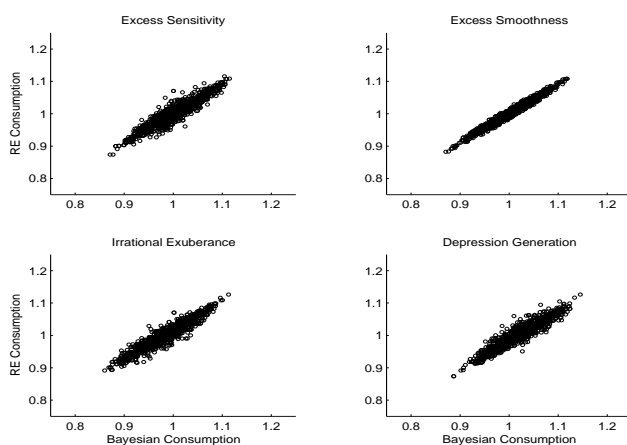 Excess Sensitivity
Excess Smoothness
1.2
1.1
1
0.9
0.8
RE Consumption
0.8 0.9 1 1.1 1.2
1.2
1.1
1
0.9
0.8
0.8 0.9 1 1.1 1.2
Irrational Exuberance
Depression Generation
1.2
1.1
1
0.9
0.8
RE Consumption
0.8 0.9 1 1.1 1.2
Bayesian Consumption
1.2
1.1
1
0.9
0.8
0.8 0.9 1 1.1 1.2
Bayesian Consumption